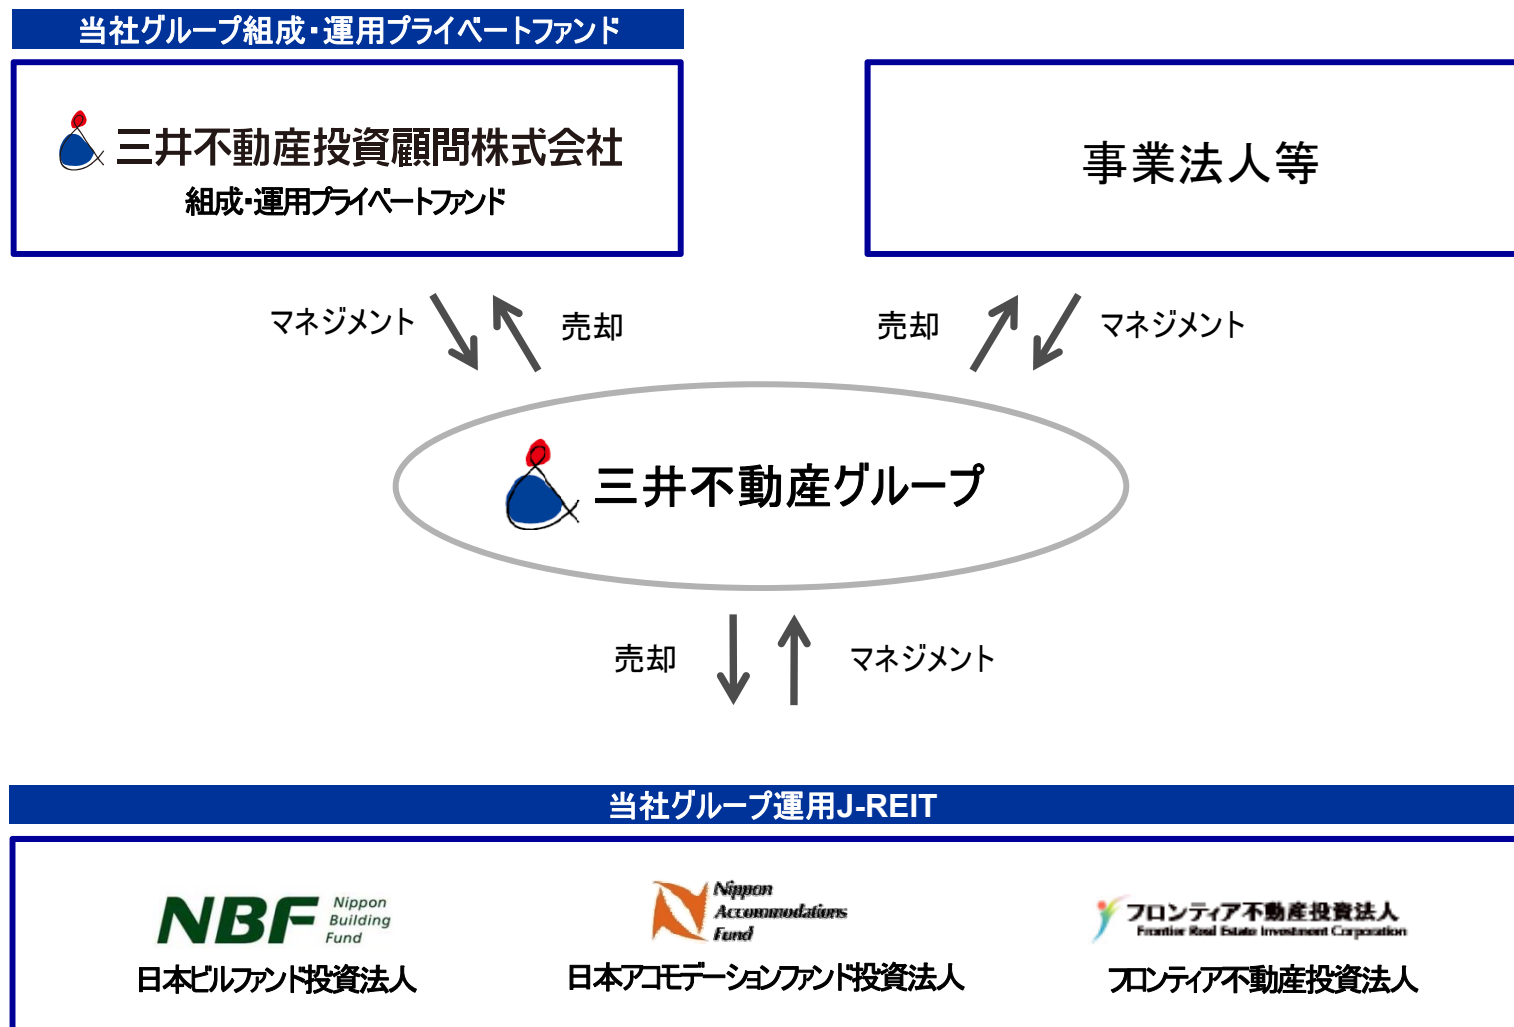 当社グループ組成・運用プライベートファンド
三井不動産投資顧問株式会社
組成・運用プライベートファンド
事業法人等
マネジメント
売却
売却
マネジメント
三井不動産グループ
売却
マネジメント
当社グループ運用J-REIT
NBF
Nippon
Building
Fund
日本ビルファンド投資法人
Nippon
Accommodations
Fund
日本アコモデーションファンド投資法人
フロンティア不動産投資法人
Frontier Real Estate Investment Corporation
フロンティア不動産投資法人